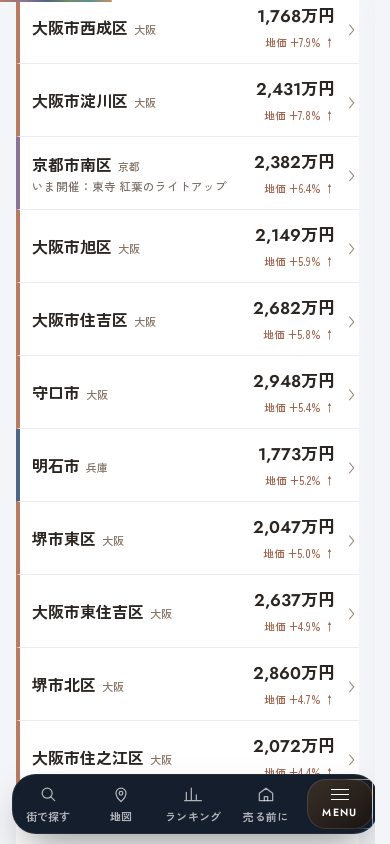 大阪市西成区 大阪 1,768万円
地価 +7.9% ↑
大阪市淀川区 大阪 2,431万円
地価 +7.8% ↑
京都市南区 京都 2,382万円
いま開催：東寺 紅葉のライトアップ 地価 +6.4% ↑
大阪市旭区 大阪 2,149万円
地価 +5.9% ↑
大阪市住吉区 大阪 2,682万円
地価 +5.8% ↑
守口市 大阪 2,948万円
地価 +5.4% ↑
明石市 兵庫 1,773万円
地価 +5.2% ↑
堺市東区 大阪 2,047万円
地価 +5.0% ↑
大阪市東住吉区 大阪 2,637万円
地価 +4.9% ↑
堺市北区 大阪 2,860万円
地価 +4.7% ↑
大阪市住之江区 大阪 2,072万円
地価 +4.4% ↑
街で探す 地図 ランキング 売る前に MENU